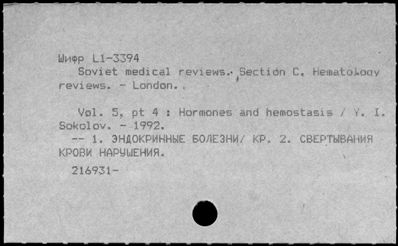 Шифр L1-3394
Soviet medical reviews. Section C, Hematology
reviews. - London.
Vol. 5, pt 4 : Hormones and hemostasis / Y. I.
Sokolov. - 1992.
-- 1. ЭНДОКРИННЫЕ БОЛЕЗНИ/ КР. 2. СВЕРТЫВАНИЯ
КРОВИ НАРУШЕНИЯ.
216931-